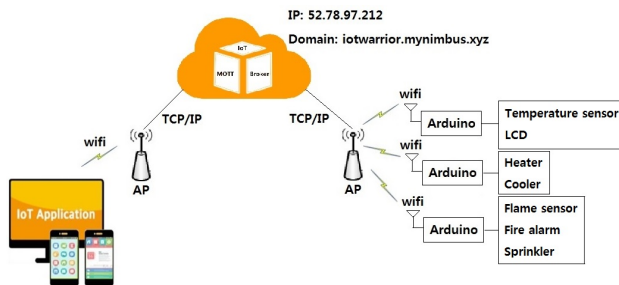 IP: 52.78.97.212
Domain: iotwarrior.mynimbus.xyz
IoT
MOTT
Broker
TCP/IP
TCP/IP
wifi
AP
AP
IoT Application
wifi
Arduino
Temperature sensor
LCD
wifi
Arduino
Heater
Cooler
wifi
Arduino
Flame sensor
Fire alarm
Sprinkler